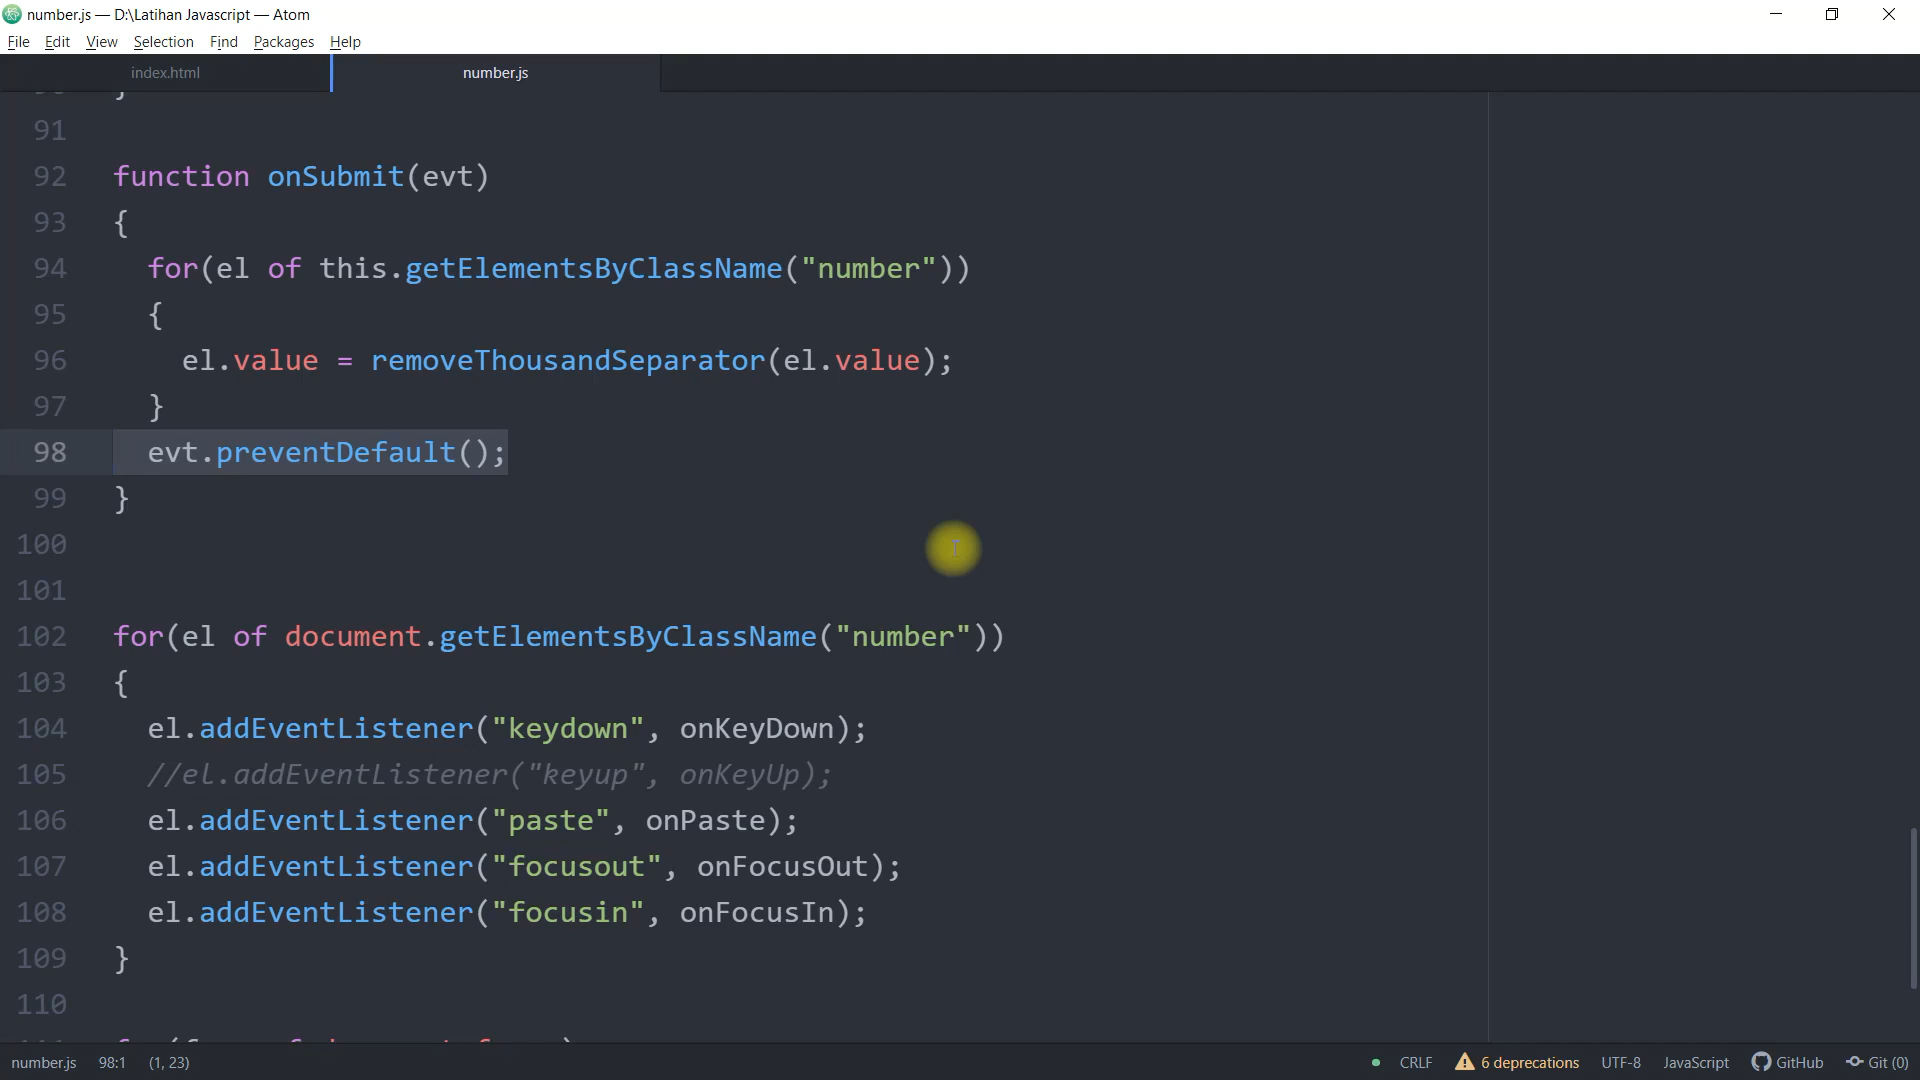 number.js — D:\Latihan Javascript — Atom
File Edit View Selection Find Packages Help
index.html number.js
91
92 function onSubmit(evt)
93 {
94 for(el of this.getElementsByClassName("number"))
95 {
96 el.value = removeThousandSeparator(el.value);
97 }
98 evt.preventDefault();
99 }
100
101
102 for(el of document.getElementsByClassName("number"))
103 {
104 el.addEventListener("keydown", onKeyDown);
105 //el.addEventListener("keyup", onKeyUp);
106 el.addEventListener("paste", onPaste);
107 el.addEventListener("focusout", onFocusOut);
108 el.addEventListener("focusin", onFocusIn);
109 }
110
number.js 98:1 (1, 23) CRLF 6 deprecations UTF-8 JavaScript GitHub Git (0)